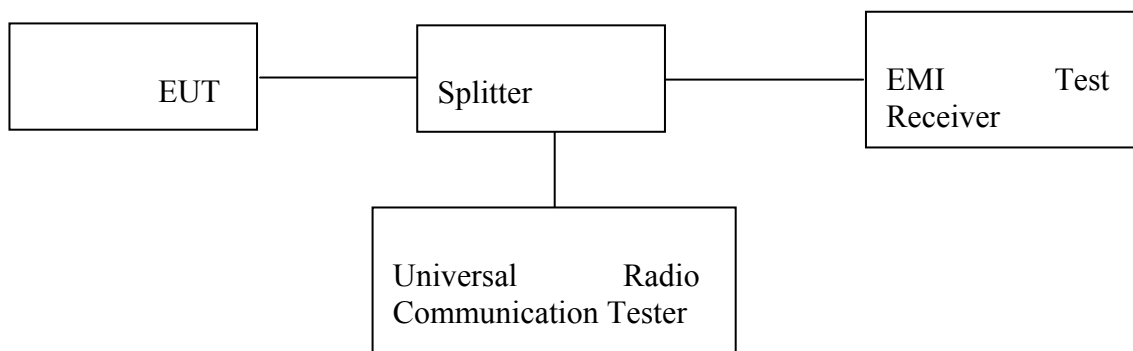 EUT
Splitter
EMI Test
Receiver
Universal Radio
Communication Tester